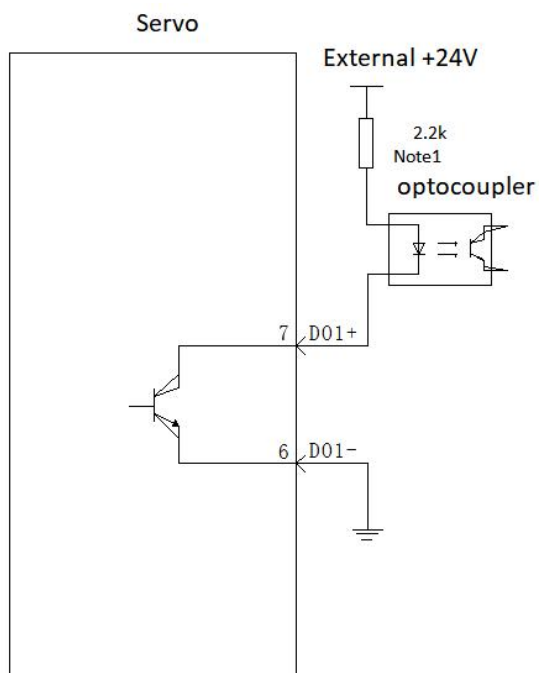 Servo
External +24V
2.2k
Note1
optocoupler
7 DO1+
6 DO1-